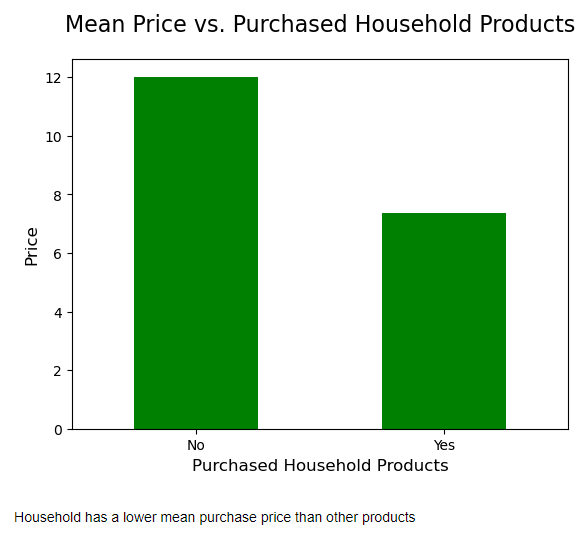 Mean Price vs. Purchased Household Products
12
10
8
6
4
2
0
Price
No Yes
Purchased Household Products
Household has a lower mean purchase price than other products